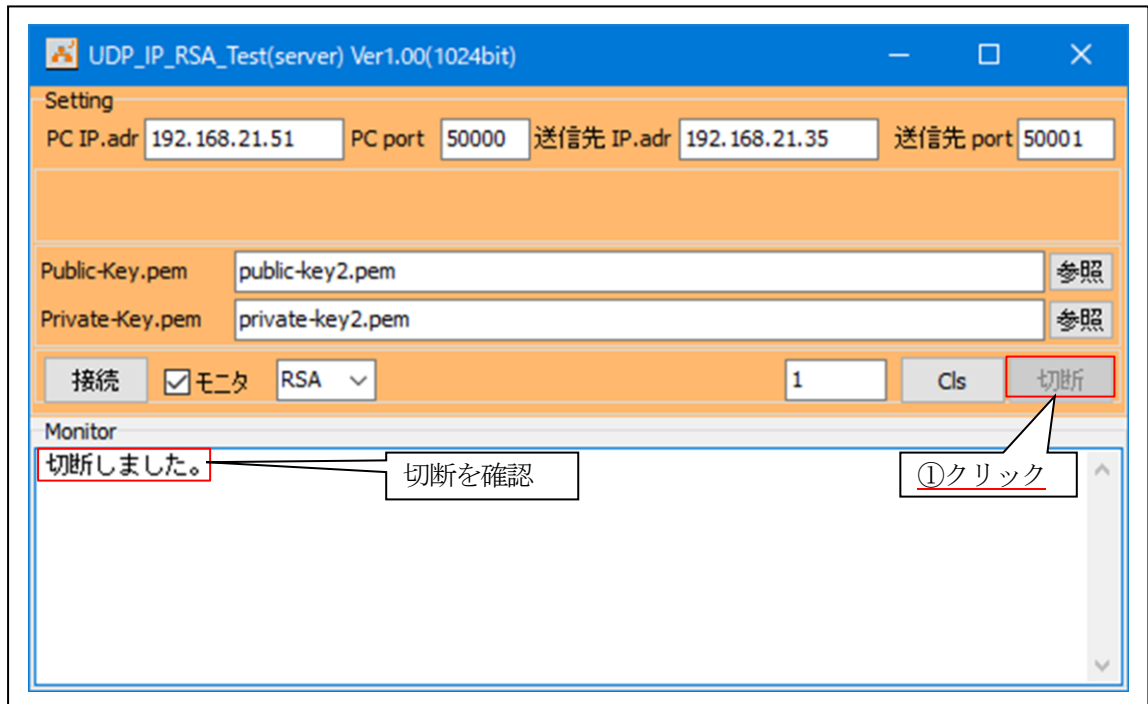 UDP_IP_RSA_Test(server) Ver1.00(1024bit)
Setting
PC IP.adr 192.168.21.51 PC port 50000 送信先 IP.adr 192.168.21.35 送信先 port 50001
Public-Key.pem public-key2.pem 参照
Private-Key.pem private-key2.pem 参照
接続 モニタ RSA 1 Cls 切断
Monitor
切断しました。
切断を確認
①クリック